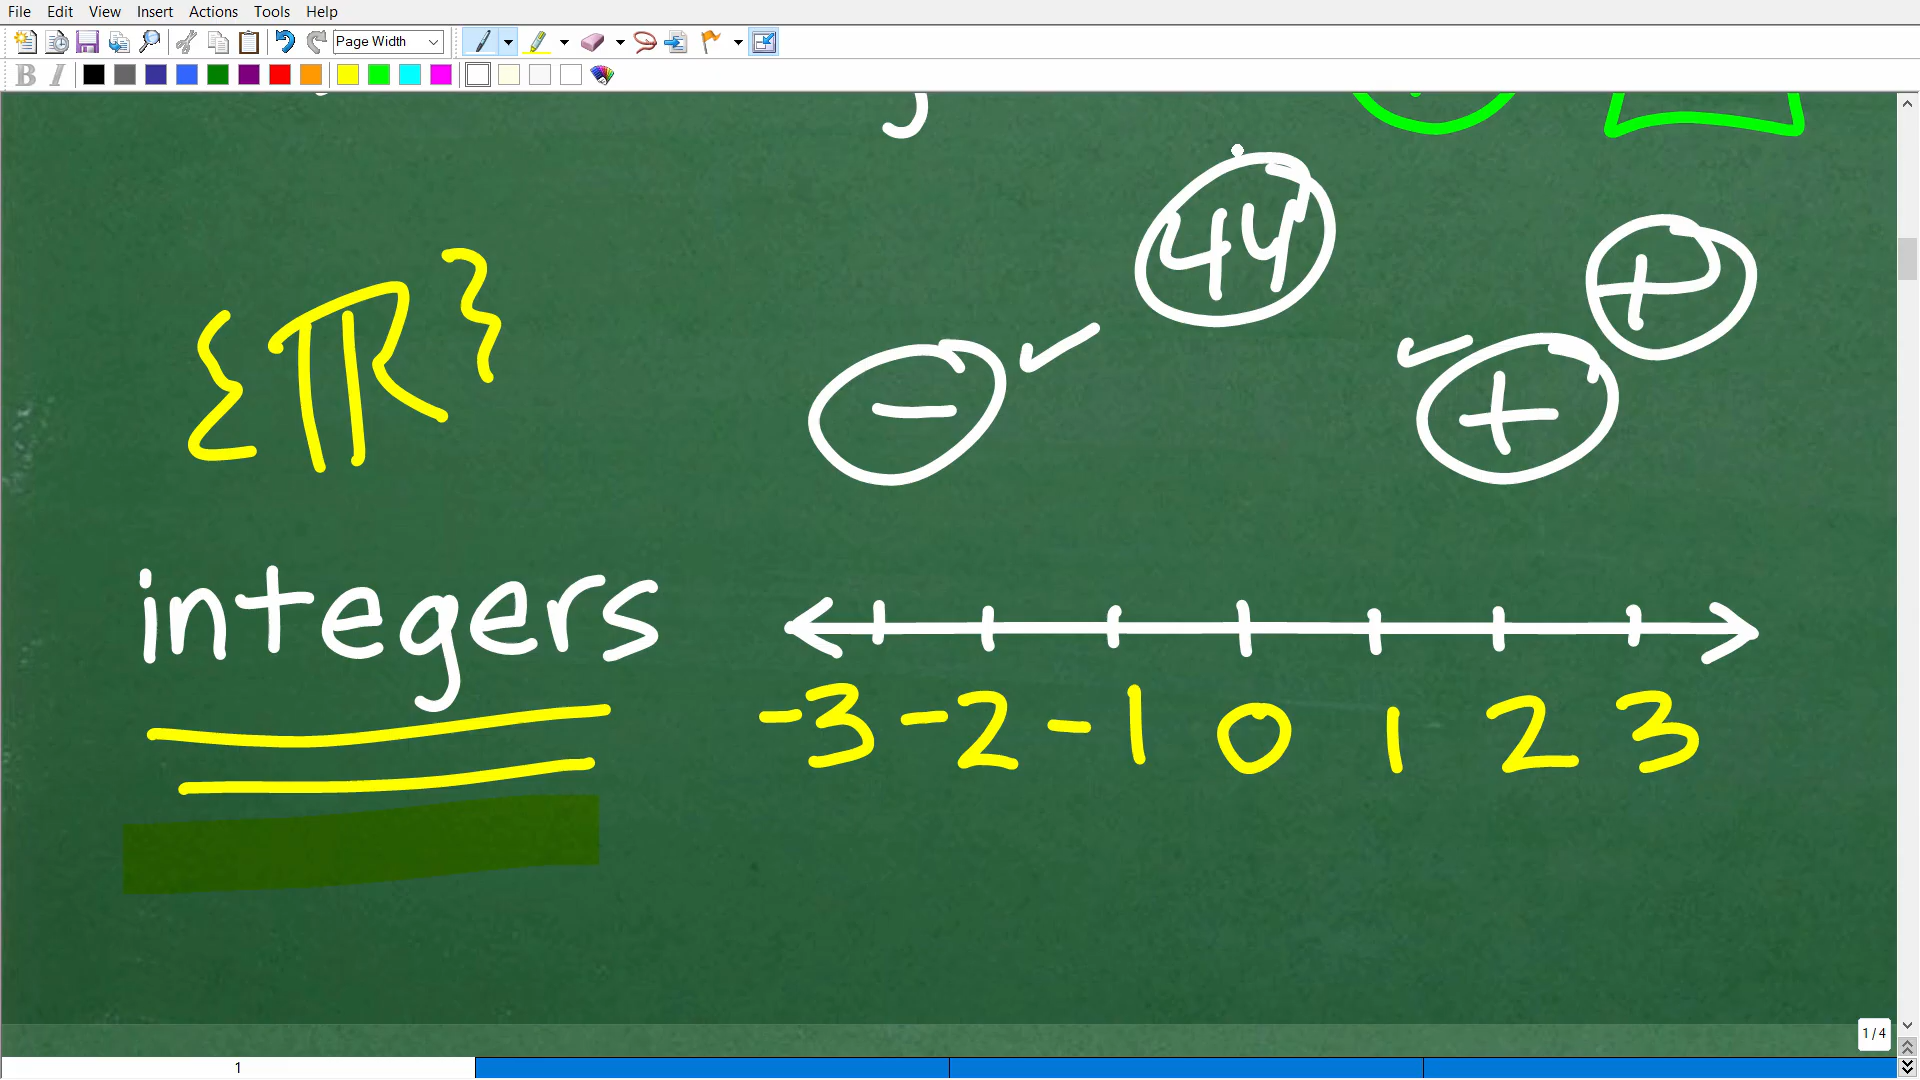 File Edit View Insert Actions Tools Help
Page Width
B I
44
+
{ℝ}
- +
integers
-3 -2 -1 0 1 2 3
1 / 4
1